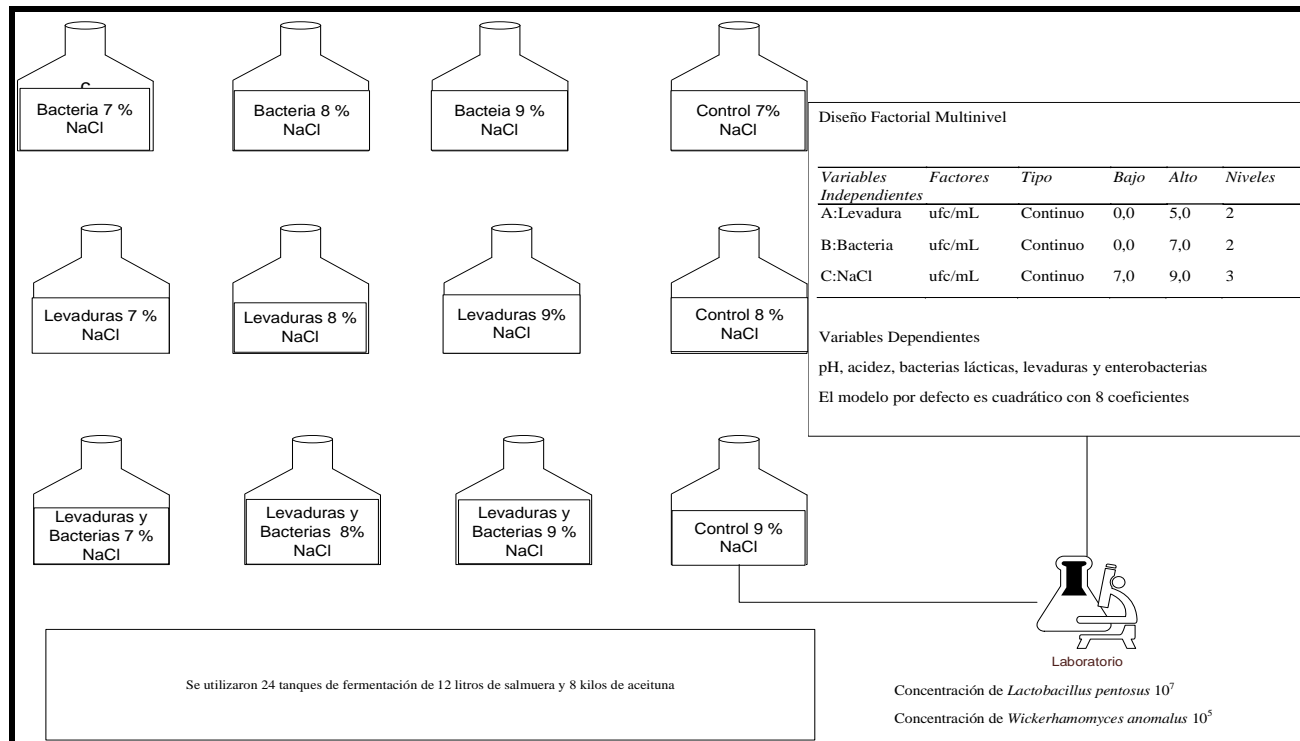 Bacteria 7 %
NaCl
Bacteria 8 %
NaCl
Bacteia 9 %
NaCl
Control 7%
NaCl
Levaduras 7 %
NaCl
Levaduras 8 %
NaCl
Levaduras 9%
NaCl
Control 8 %
NaCl
Levaduras y
Bacterias 7 %
NaCl
Levaduras y
Bacterias 8%
NaCl
Levaduras y
Bacterias 9 %
NaCl
Control 9 %
NaCl
Diseño Factorial Multinivel
Variables Independientes Factores Tipo Bajo Alto Niveles
A:Levadura ufc/mL Continuo 0,0 5,0 2
B:Bacteria ufc/mL Continuo 0,0 7,0 2
C:NaCl ufc/mL Continuo 7,0 9,0 3
Variables Dependientes
pH, acidez, bacterias lácticas, levaduras y enterobacterias
El modelo por defecto es cuadrático con 8 coeficientes
Laboratorio
Se utilizaron 24 tanques de fermentación de 12 litros de salmuera y 8 kilos de aceituna
Concentración de Lactobacillus pentosus 10⁷
Concentración de Wickerhamomyces anomalus 10⁵